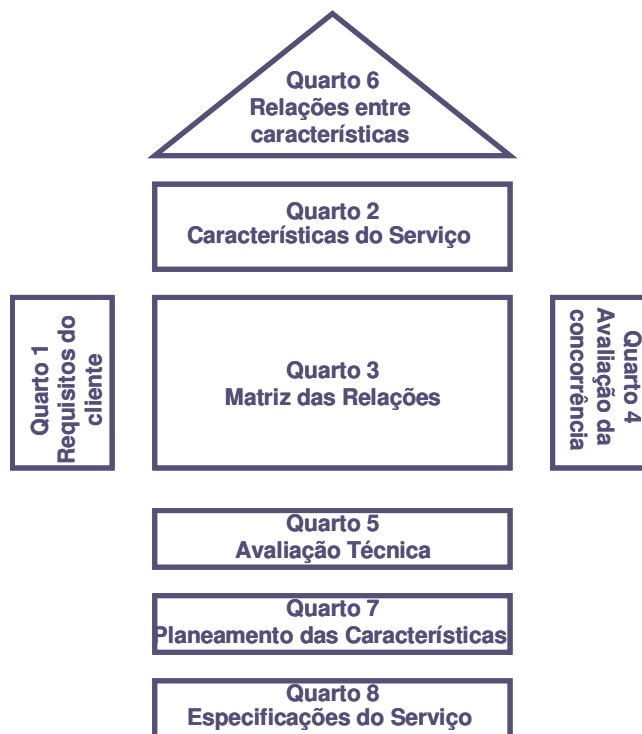 Quarto 6
Relações entre
características
Quarto 2
Características do Serviço
Quarto 1
Requisitos do
cliente
Quarto 3
Matriz das Relações
Quarto 4
Avaliação da
concorrência
Quarto 5
Avaliação Técnica
Quarto 7
Planeamento das Características
Quarto 8
Especificações do Serviço